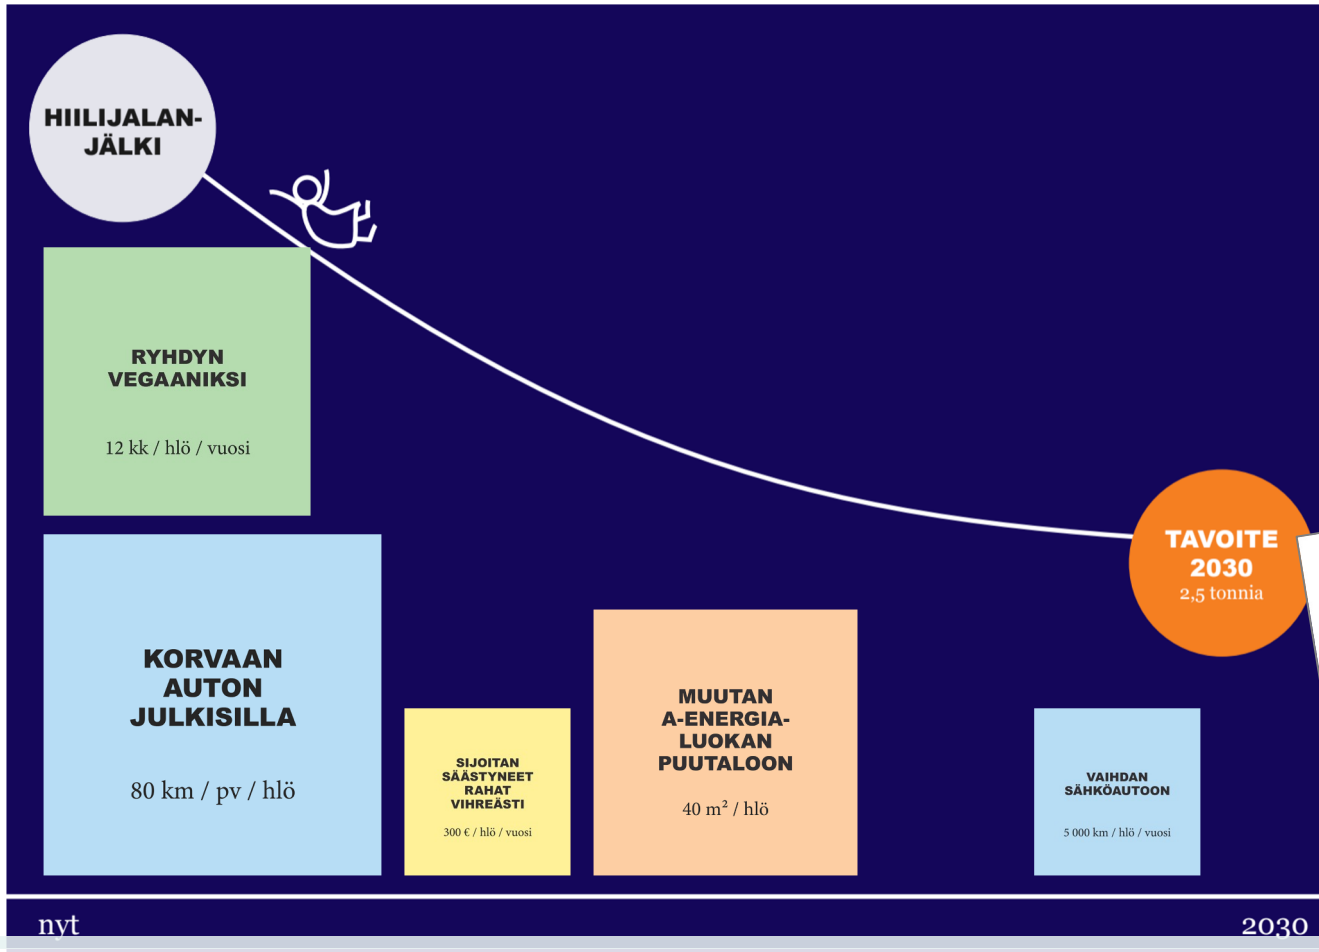 HIILIJALAN-
JÄLKI
RYHDYN
VEGAANIKSI
12 kk / hlö / vuosi
KORVAAN
AUTON
JULKISILLA
80 km / pv / hlö
SIJOITAN
SÄÄSTYNEET
RAHAT
VIHREÄSTI
300 € / hlö / vuosi
MUUTAN
A-ENERGIA-
LUOKAN
PUUTALOON
40 m² / hlö
VAIHDAN
SÄHKÖAUTOON
5 000 km / hlö / vuosi
TAVOITE
2030
2,5 tonnia
nyt
2030